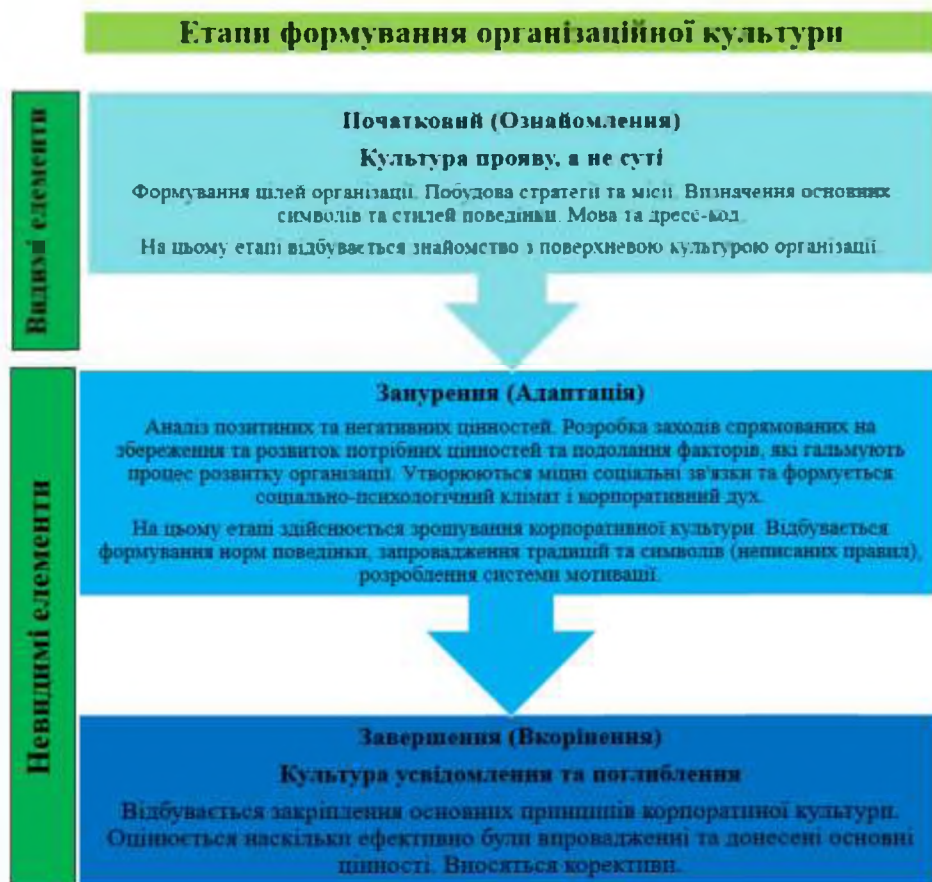 Етапи формування організаційної культури
Видимі елементи
Початковий (Ознайомлення)
Культура прояву, а не суті
Формування цілей організації. Побудова стратегії та місії. Визначення основних
символів та стилей поведінки. Мова та дресс-код.
На цьому етапі відбувається знайомство з поверхневою культурою організації.
Невидимі елементи
Занурення (Адаптація)
Аналіз позитиних та негативних цінностей. Розробка заходів спрямованих на
збереження та розвиток потрібних цінностей та подолання факторів, які гальмують
процес розвитку організації. Утворюються міцні соціальні зв'язки та формується
соціально-психологічний клімат і корпоративний дух.
На цьому етапі здійснюється зрошування корпоративної культури. Відбувається
формування норм поведінки, запровадження традицій та символів (неписаних правил),
розроблення системи мотивації.
Завершення (Вкорінення)
Культура усвідомлення та поглиблення
Відбувається закріплення основних принципів корпоратиної культури.
Оцінюється наскільки ефективно були впровадженні та донесені основні
цінності. Вносяться корективи.